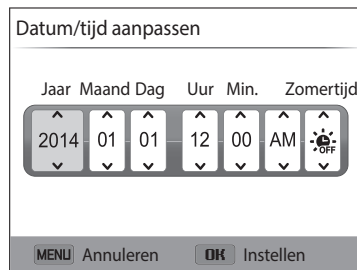 Datum/tijd aanpassen
Jaar Maand Dag Uur Min. Zomertijd
2014 01 01 12 00 AM OFF
MENU Annuleren OK Instellen